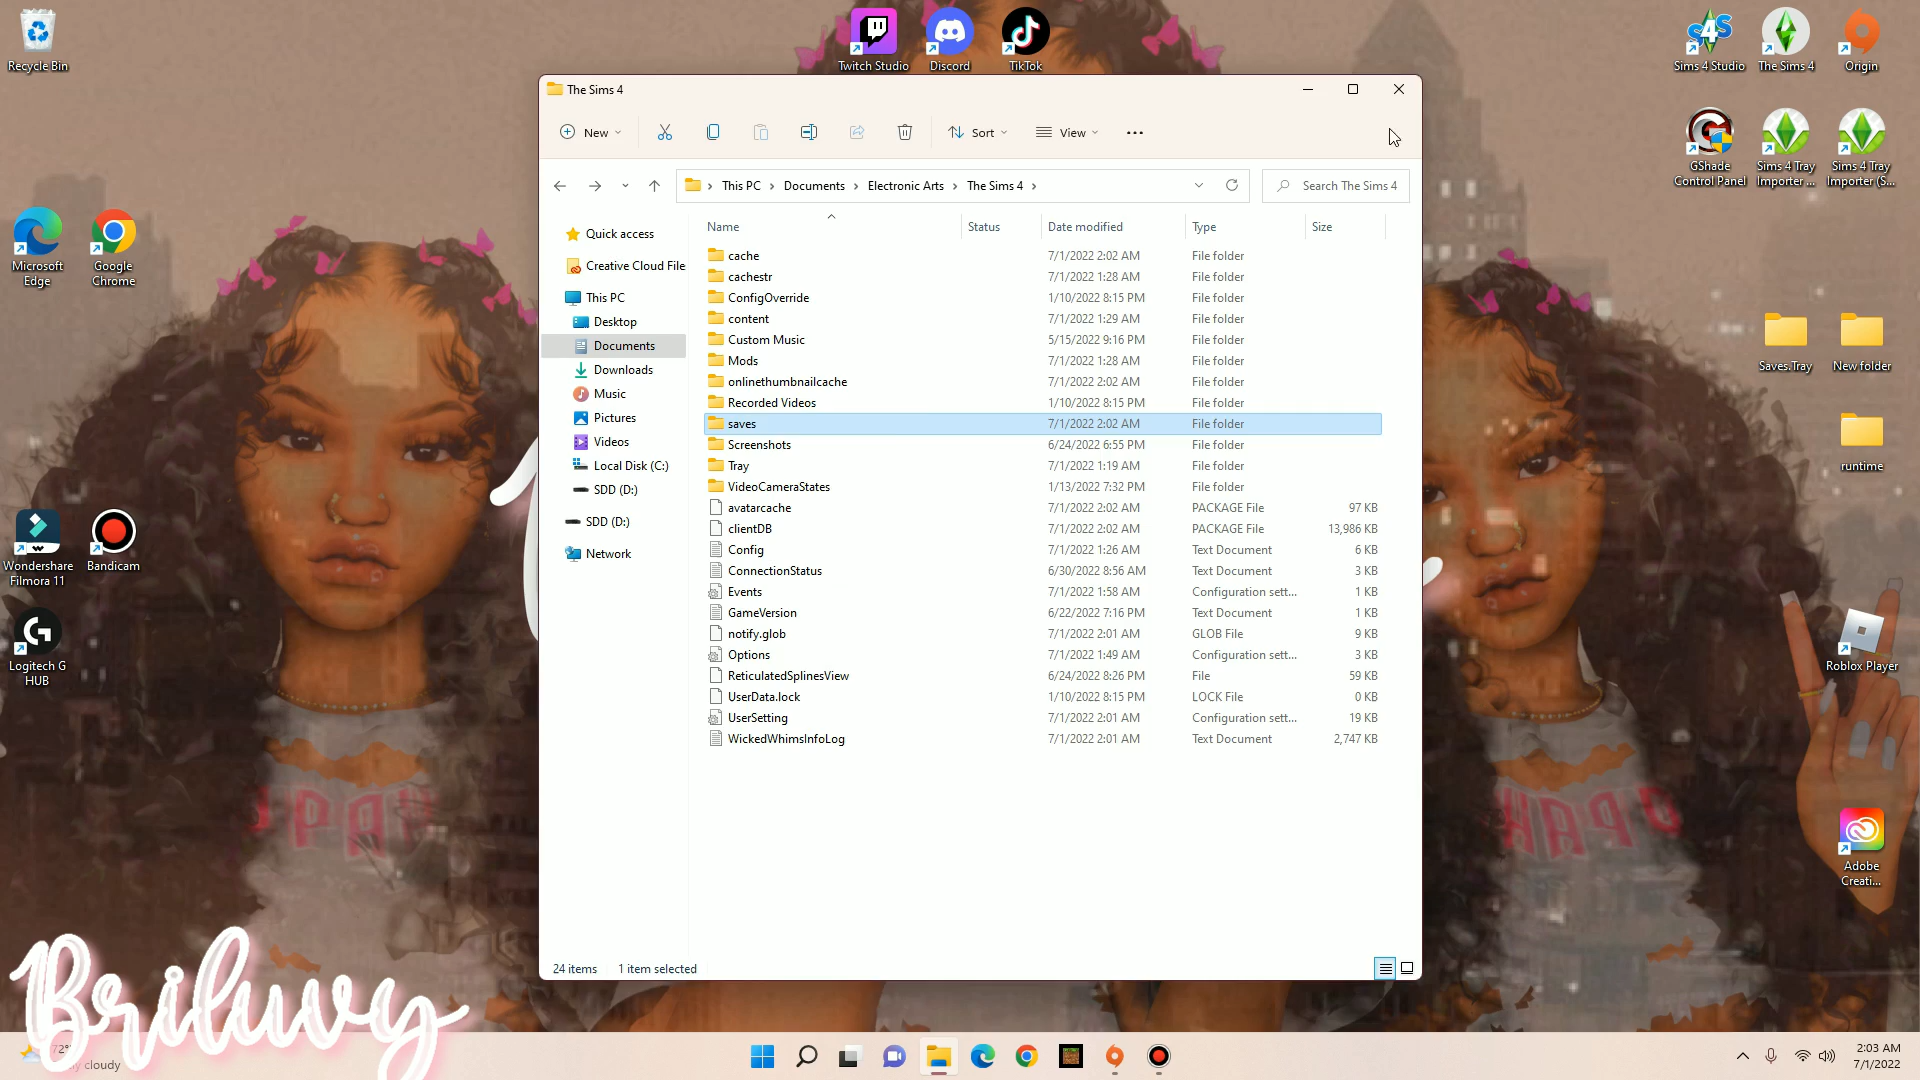 Recycle Bin
Twitch Studio
Discord
TikTok
Sims 4 Studio
The Sims 4
Origin
The Sims 4
New
Sort
View
GShade
Control Panel
Sims 4 Tray
Importer ...
Sims 4 Tray
Importer (S...
This PC
Documents
Electronic Arts
The Sims 4
Search The Sims 4
Name
Status
Date modified
Type
Size
Microsoft
Edge
Google
Chrome
Quick access
Creative Cloud File
This PC
Desktop
Documents
Downloads
Music
Pictures
Videos
Local Disk (C:)
SDD (D:)
SDD (D:)
Network
cache 7/1/2022 2:02 AM File folder
cachestr 7/1/2022 1:28 AM File folder
ConfigOverride 1/10/2022 8:15 PM File folder
content 7/1/2022 1:29 AM File folder
Custom Music 5/15/2022 9:16 PM File folder
Mods 7/1/2022 1:28 AM File folder
onlinethumbnailcache 7/1/2022 2:02 AM File folder
Recorded Videos 1/10/2022 8:15 PM File folder
saves 7/1/2022 2:02 AM File folder
Screenshots 6/24/2022 6:55 PM File folder
Tray 7/1/2022 1:19 AM File folder
VideoCameraStates 1/13/2022 7:32 PM File folder
avatarcache 7/1/2022 2:02 AM PACKAGE File 97 KB
clientDB 7/1/2022 2:02 AM PACKAGE File 13,986 KB
Config 7/1/2022 1:26 AM Text Document 6 KB
ConnectionStatus 6/30/2022 8:56 AM Text Document 3 KB
Events 7/1/2022 1:58 AM Configuration sett... 1 KB
GameVersion 6/22/2022 7:16 PM Text Document 1 KB
notify.glob 7/1/2022 2:01 AM GLOB File 9 KB
Options 7/1/2022 1:49 AM Configuration sett... 3 KB
ReticulatedSplinesView 6/24/2022 8:26 PM File 59 KB
UserData.lock 1/10/2022 8:15 PM LOCK File 0 KB
UserSetting 7/1/2022 2:01 AM Configuration sett... 19 KB
WickedWhimsInfoLog 7/1/2022 2:01 AM Text Document 2,747 KB
Saves.Tray
New folder
runtime
Wondershare
Filmora 11
Bandicam
Logitech G
HUB
Roblox Player
Adobe
Creati...
24 items
1 item selected
Briluvy
72°
cloudy
2:03 AM
7/1/2022